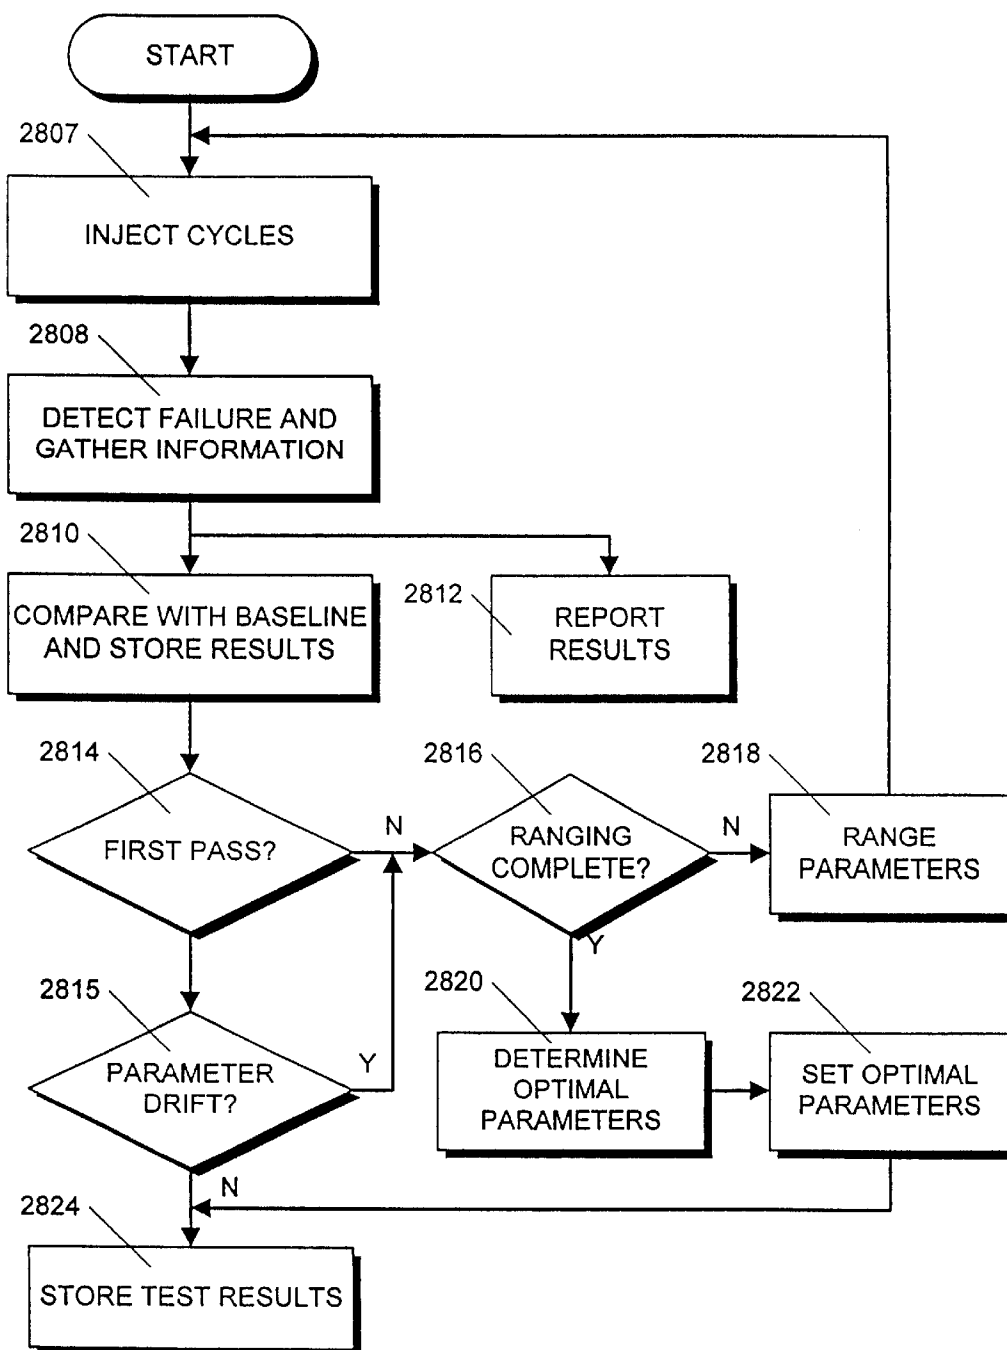 START
2807
INJECT CYCLES
2808
DETECT FAILURE AND
GATHER INFORMATION
2810
COMPARE WITH BASELINE
AND STORE RESULTS
2812
REPORT
RESULTS
2814
FIRST PASS?
N
2816
RANGING
COMPLETE?
N
2818
RANGE
PARAMETERS
Y
2815
PARAMETER
DRIFT?
Y
2820
DETERMINE
OPTIMAL
PARAMETERS
2822
SET OPTIMAL
PARAMETERS
N
2824
STORE TEST RESULTS